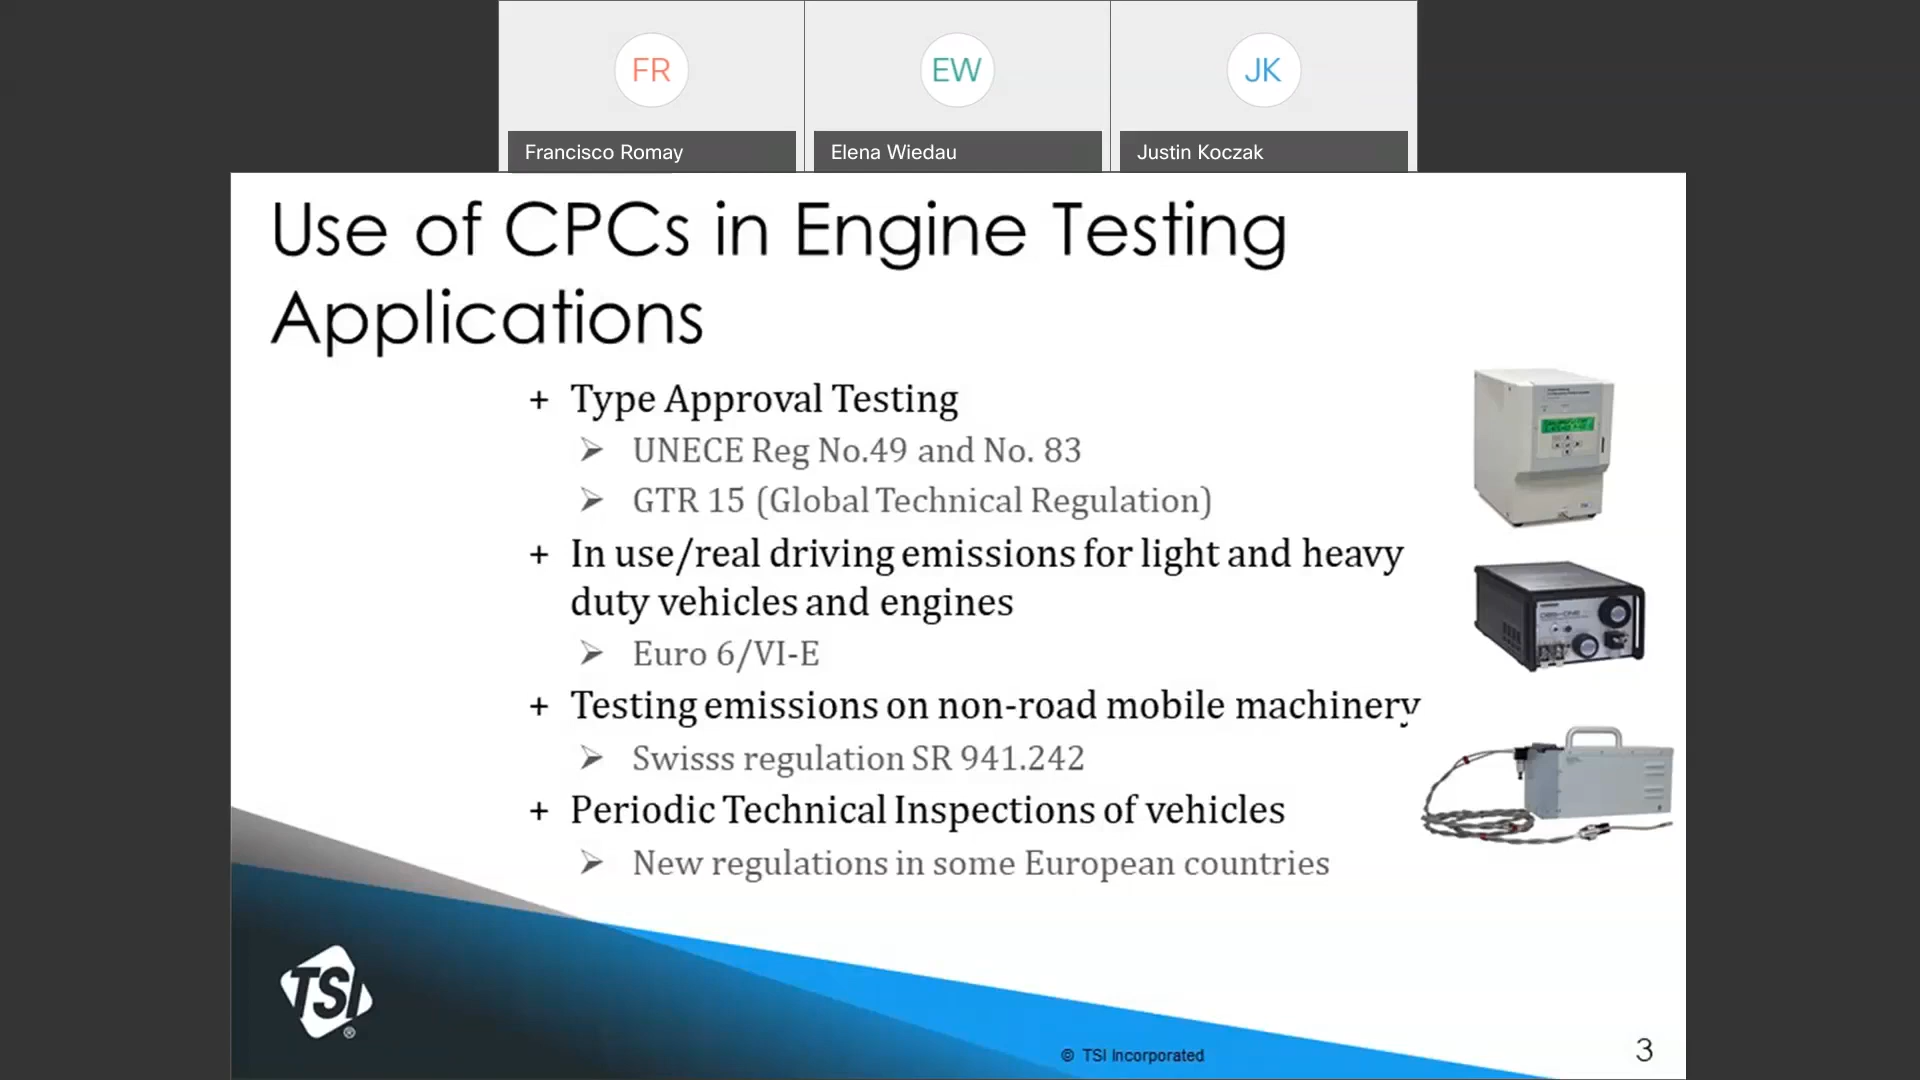 FR
EW
JK
Francisco Romay
Elena Wiedau
Justin Koczak
Use of CPCs in Engine Testing
Applications
+ Type Approval Testing
➢ UNECE Reg No.49 and No. 83
➢ GTR 15 (Global Technical Regulation)
+ In use/real driving emissions for light and heavy
duty vehicles and engines
➢ Euro 6/VI-E
+ Testing emissions on non-road mobile machinery
➢ Swisss regulation SR 941.242
+ Periodic Technical Inspections of vehicles
➢ New regulations in some European countries
TSI®
© TSI Incorporated
3